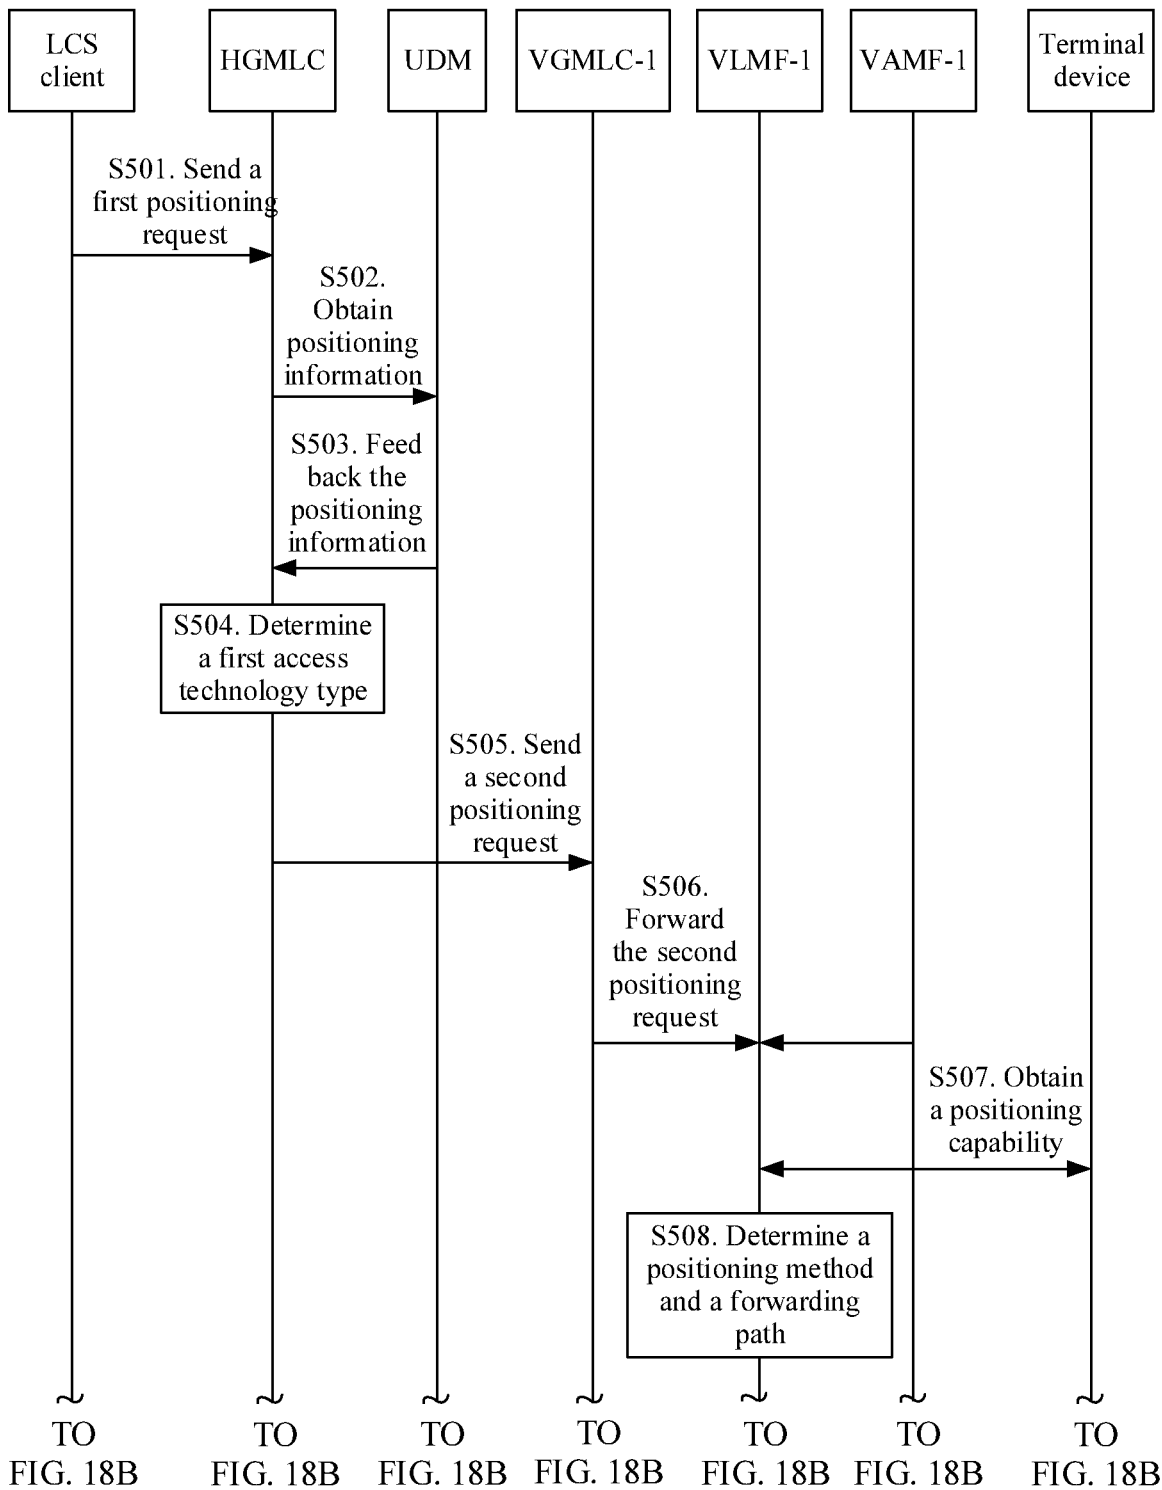 LCS
client
HGMLC
UDM
VGMLC-1
VLMF-1
VAMF-1
Terminal
device
S501. Send a
first positioning
request
S502.
Obtain
positioning
information
S503. Feed
back the
positioning
information
S504. Determine
a first access
technology type
S505. Send
a second
positioning
request
S506.
Forward
the second
positioning
request
S507. Obtain
a positioning
capability
S508. Determine a
positioning method
and a forwarding
path
TO
FIG. 18B
TO
FIG. 18B
TO
FIG. 18B
TO
FIG. 18B
TO
FIG. 18B
TO
FIG. 18B
TO
FIG. 18B